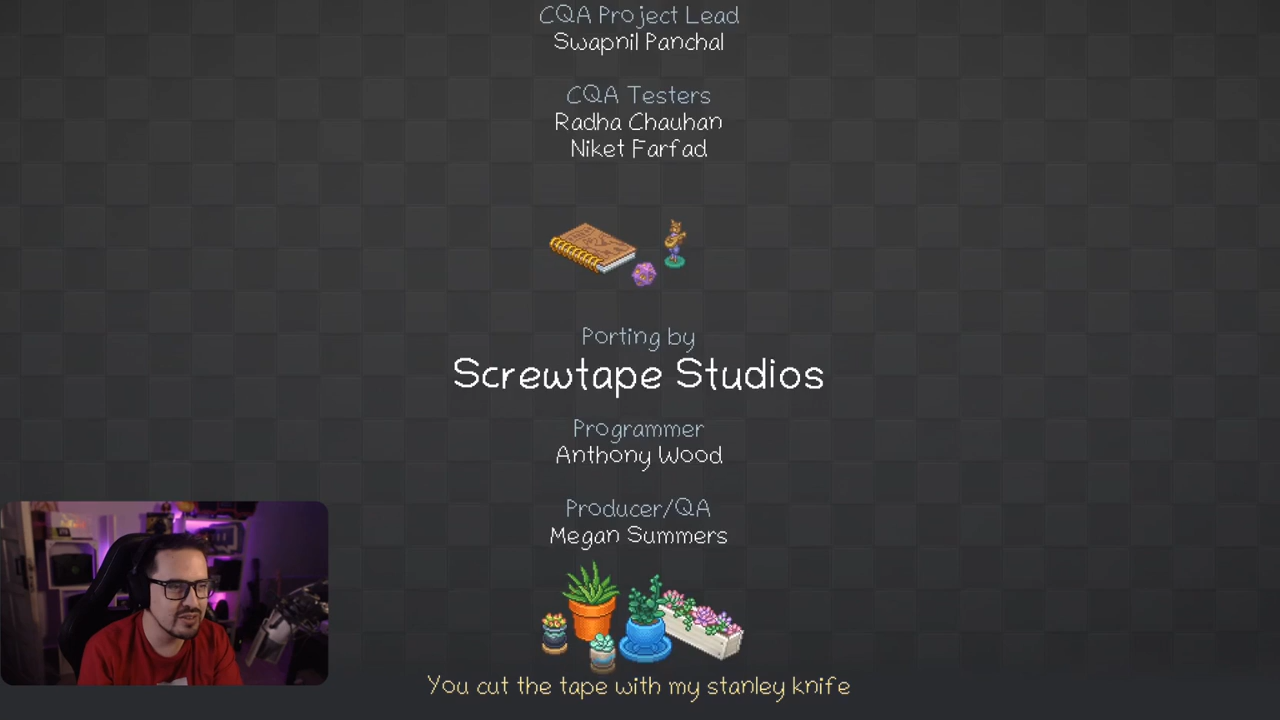 CQA Project Lead
Swapnil Panchal
CQA Testers
Radha Chauhan
Niket Farfad
Porting by
Screwtape Studios
Programmer
Anthony Wood
Producer/QA
Megan Summers
You cut the tape with my stanley knife